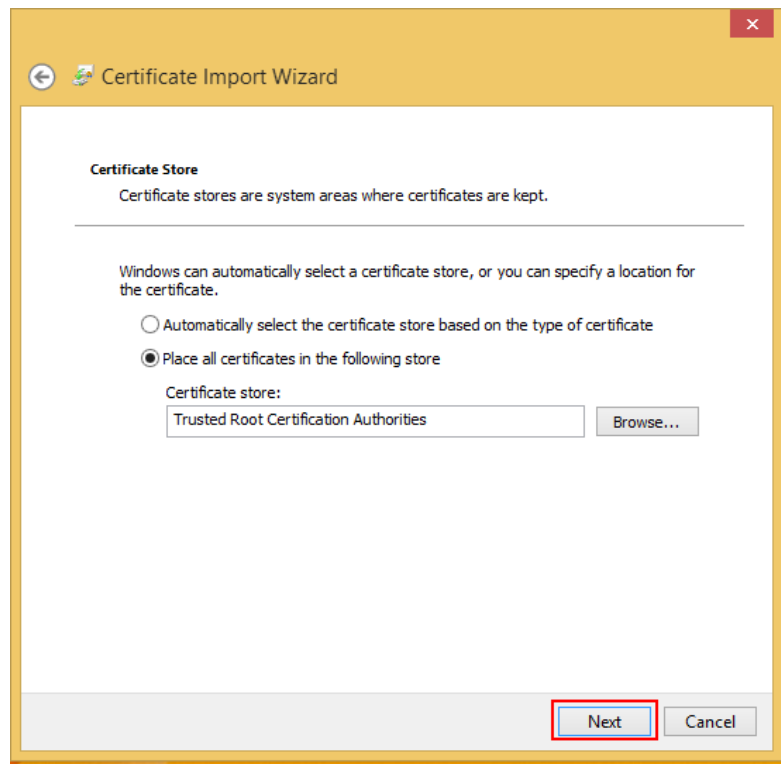 Certificate Import Wizard
Certificate Store
Certificate stores are system areas where certificates are kept.
Windows can automatically select a certificate store, or you can specify a location for
the certificate.
Automatically select the certificate store based on the type of certificate
Place all certificates in the following store
Certificate store:
Trusted Root Certification Authorities
Browse...
Next
Cancel